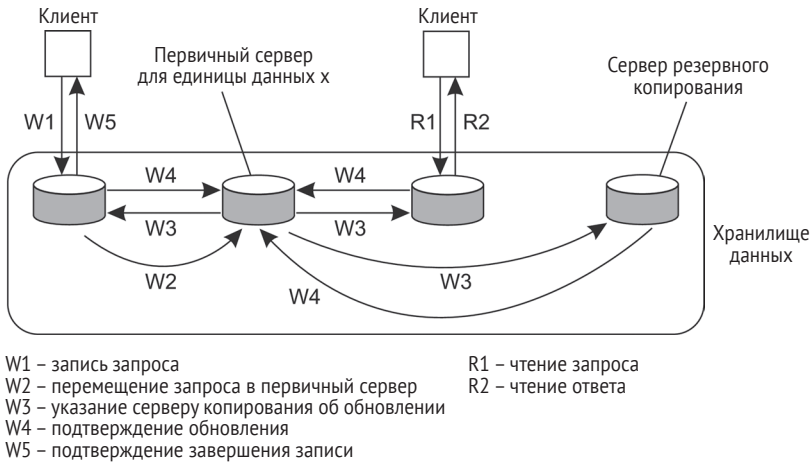 Клиент
Клиент
Первичный сервер
для единицы данных x
Сервер резервного
копирования
W1
W5
R1
R2
W4
W4
W3
W3
W2
W3
W4
Хранилище
данных
W1 – запись запроса
W2 – перемещение запроса в первичный сервер
W3 – указание серверу копирования об обновлении
W4 – подтверждение обновления
W5 – подтверждение завершения записи
R1 – чтение запроса
R2 – чтение ответа